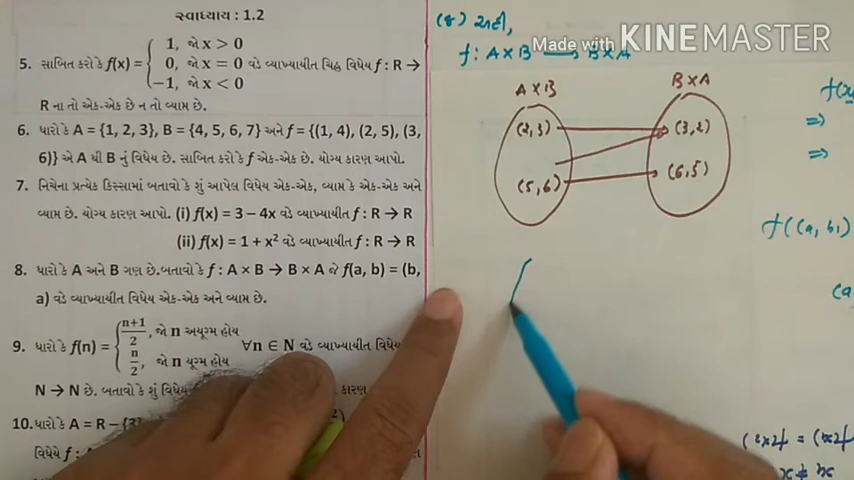 સ્વાધ્યાય : 1.2
5. સાબિત કરો કે f(x) = { 1, જો x > 0
0, જો x = 0 વડે વ્યાખ્યાયીત ચિહ્ન વિધેય f : R →
−1, જો x < 0
R ના તો એક-એક છે ન તો વ્યાપ્ત છે.
6. ધારો કે A = {1, 2, 3}, B = {4, 5, 6, 7} અને f = {(1, 4), (2, 5), (3,
6)} એ A થી B નું વિધેય છે. સાબિત કરો કે f એક-એક છે. યોગ્ય કારણ આપો.
7. નિચેના પ્રત્યેક કિસ્સામાં બતાવો કે શું આપેલ વિધેય એક-એક, વ્યાપ્ત કે એક-એક અને
વ્યાપ્ત છે. યોગ્ય કારણ આપો. (i) f(x) = 3 − 4x વડે વ્યાખ્યાયીત f : R → R
(ii) f(x) = 1 + x² વડે વ્યાખ્યાયીત f : R → R
8. ધારો કે A અને B ગણ છે.બતાવો કે f : A × B → B × A જે f(a, b) = (b,
a) વડે વ્યાખ્યાયીત વિધેય એક-એક અને વ્યાપ્ત છે.
9. ધારો કે f(n) = { n+1/2, જો n અયૂગ્મ હોય
n/2, જો n યૂગ્મ હોય ∀n ∈ N વડે વ્યાખ્યાયીત વિધેય
N → N છે. બતાવો કે શું વિધેય
કારણ
10. ધારો કે A = R − {3}
વિધેય f : A
(૮) અહી,
f : A × B ⟶ B × A
Made with KINEMASTER
A × B
B × A
(2,3)
(3,2)
(5,6)
(6,5)
⇒
⇒
f((a, b)
(a